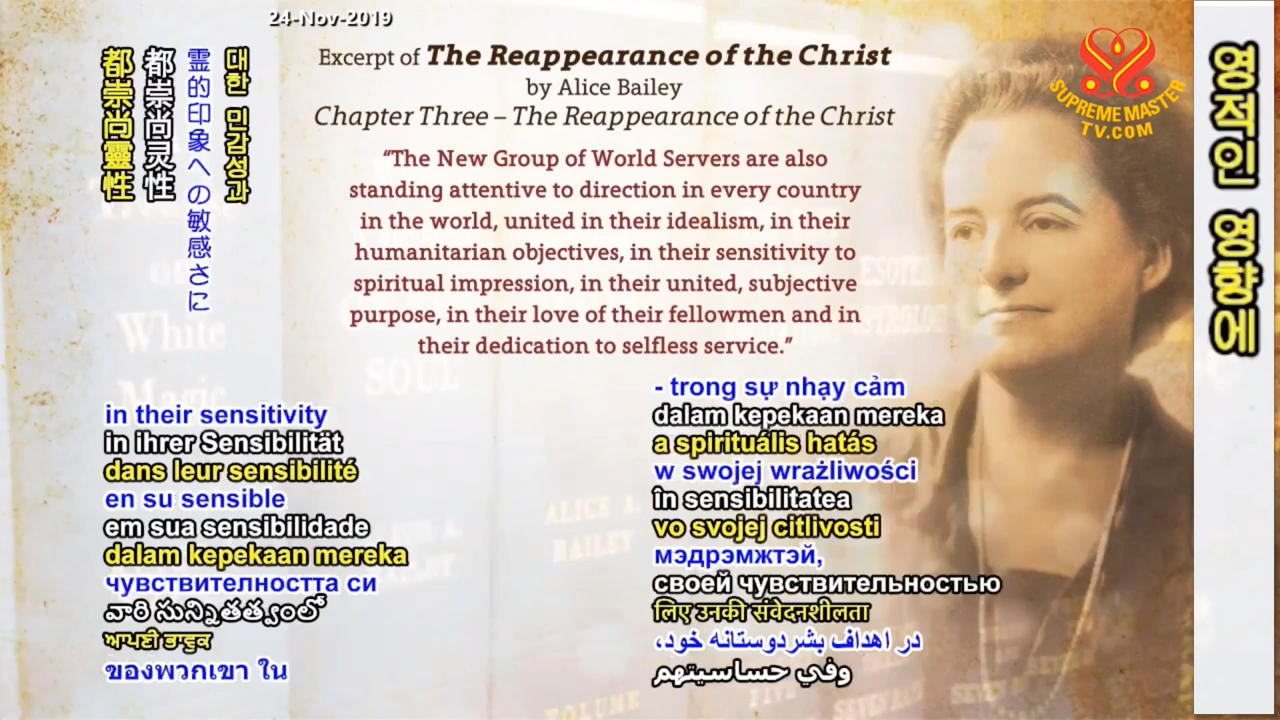 24-Nov-2019
Excerpt of The Reappearance of the Christ
by Alice Bailey
Chapter Three – The Reappearance of the Christ
“The New Group of World Servers are also
standing attentive to direction in every country
in the world, united in their idealism, in their
humanitarian objectives, in their sensitivity to
spiritual impression, in their united, subjective
purpose, in their love of their fellowmen and in
their dedication to selfless service.”
SUPREME MASTER
TV.COM
都崇尚靈性
都崇尚灵性
霊的印象への敏感さに
대한 민감성과
영적인 영향에
in their sensitivity
in ihrer Sensibilität
dans leur sensibilité
en su sensible
em sua sensibilidade
dalam kepekaan mereka
чувствителността си
వారి సున్నితత్వంలో
ਆਪਣੀ ਭਾਵੁਕ
ของพวกเขา ใน
- trong sự nhạy cảm
dalam kepekaan mereka
a spirituális hatás
w swojej wrażliwości
în sensibilitatea
vo svojej citlivosti
мэдрэмжтэй,
своей чувствительностью
लिए उनकी संवेदनशीलता
در اهداف بشردوستانه خود،
وفي حساسيتهم
White
Magic
SOUL
ALICE A.
BAILEY
VOLUME